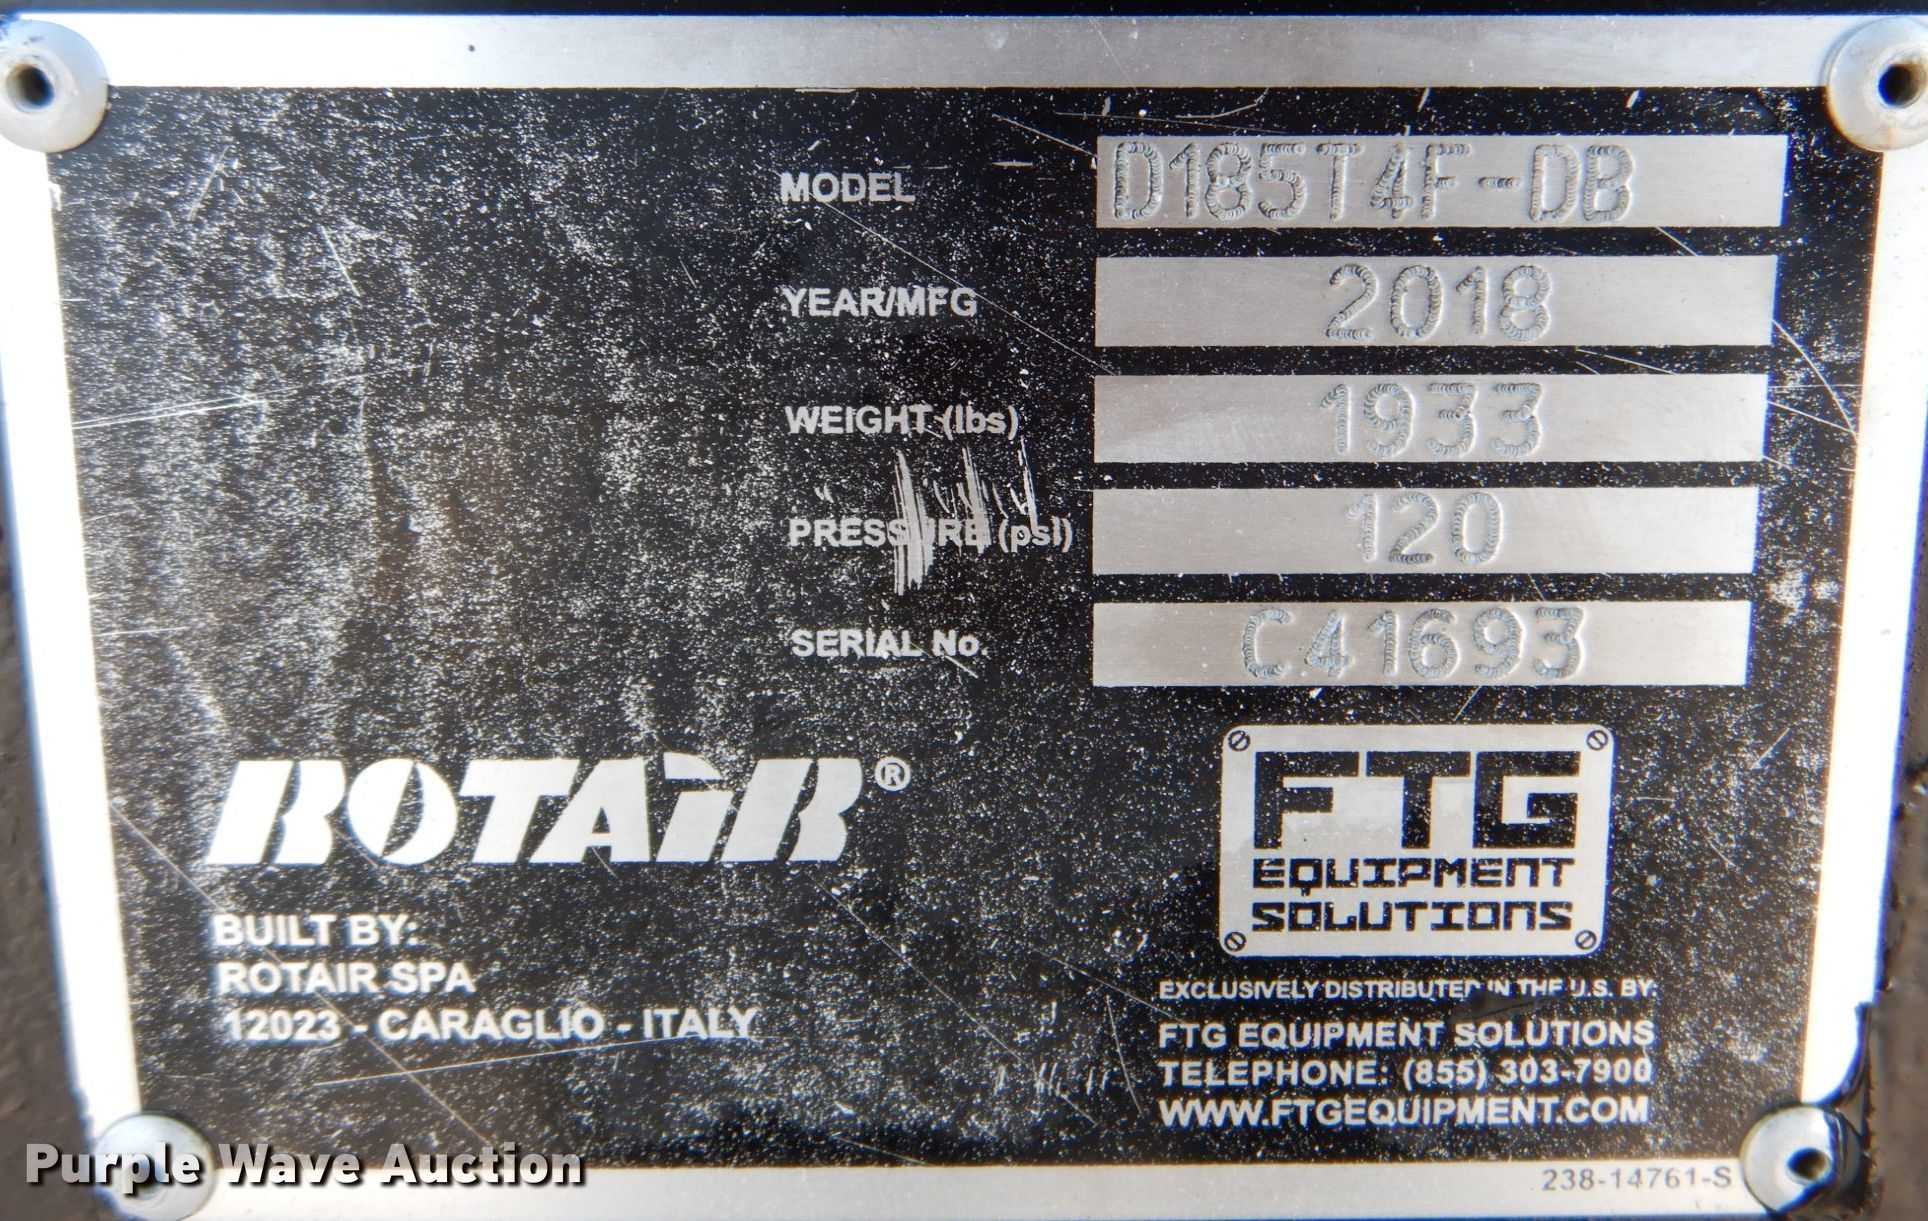 MODEL D185T4F-DB
YEAR/MFG 2018
WEIGHT (lbs) 1933
PRESSURE (psi) 120
SERIAL No. C41693
ROTAIR®
BUILT BY:
ROTAIR SPA
12023 - CARAGLIO - ITALY
FTG
EQUIPMENT
SOLUTIONS
EXCLUSIVELY DISTRIBUTED IN THE U.S. BY:
FTG EQUIPMENT SOLUTIONS
TELEPHONE: (855) 303-7900
WWW.FTGEQUIPMENT.COM
238-14761-S
Purple Wave Auction